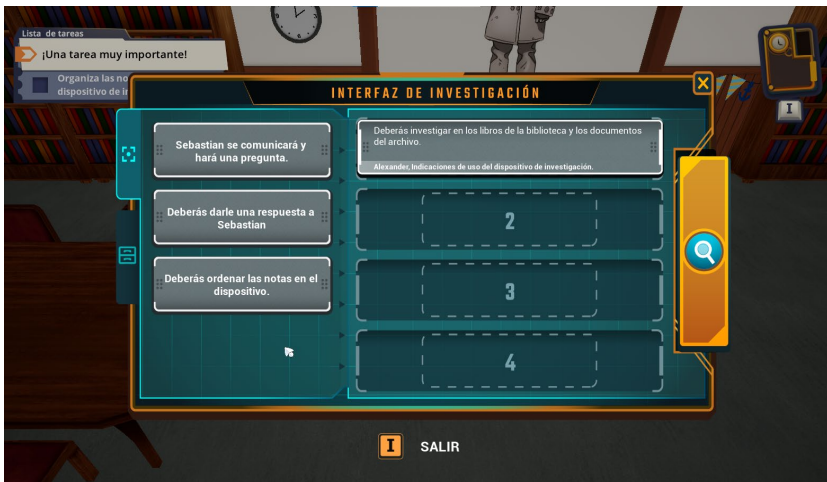 Lista de tareas
¡Una tarea muy importante!
Organiza las no
dispositivo de in
INTERFAZ DE INVESTIGACIÓN
I
Sebastian se comunicará y
hará una pregunta.
Deberás darle una respuesta a
Sebastian
Deberás ordenar las notas en el
dispositivo.
Deberás investigar en los libros de la biblioteca y los documentos
del archivo.
Alexander, Indicaciones de uso del dispositivo de investigación.
2
3
4
I SALIR